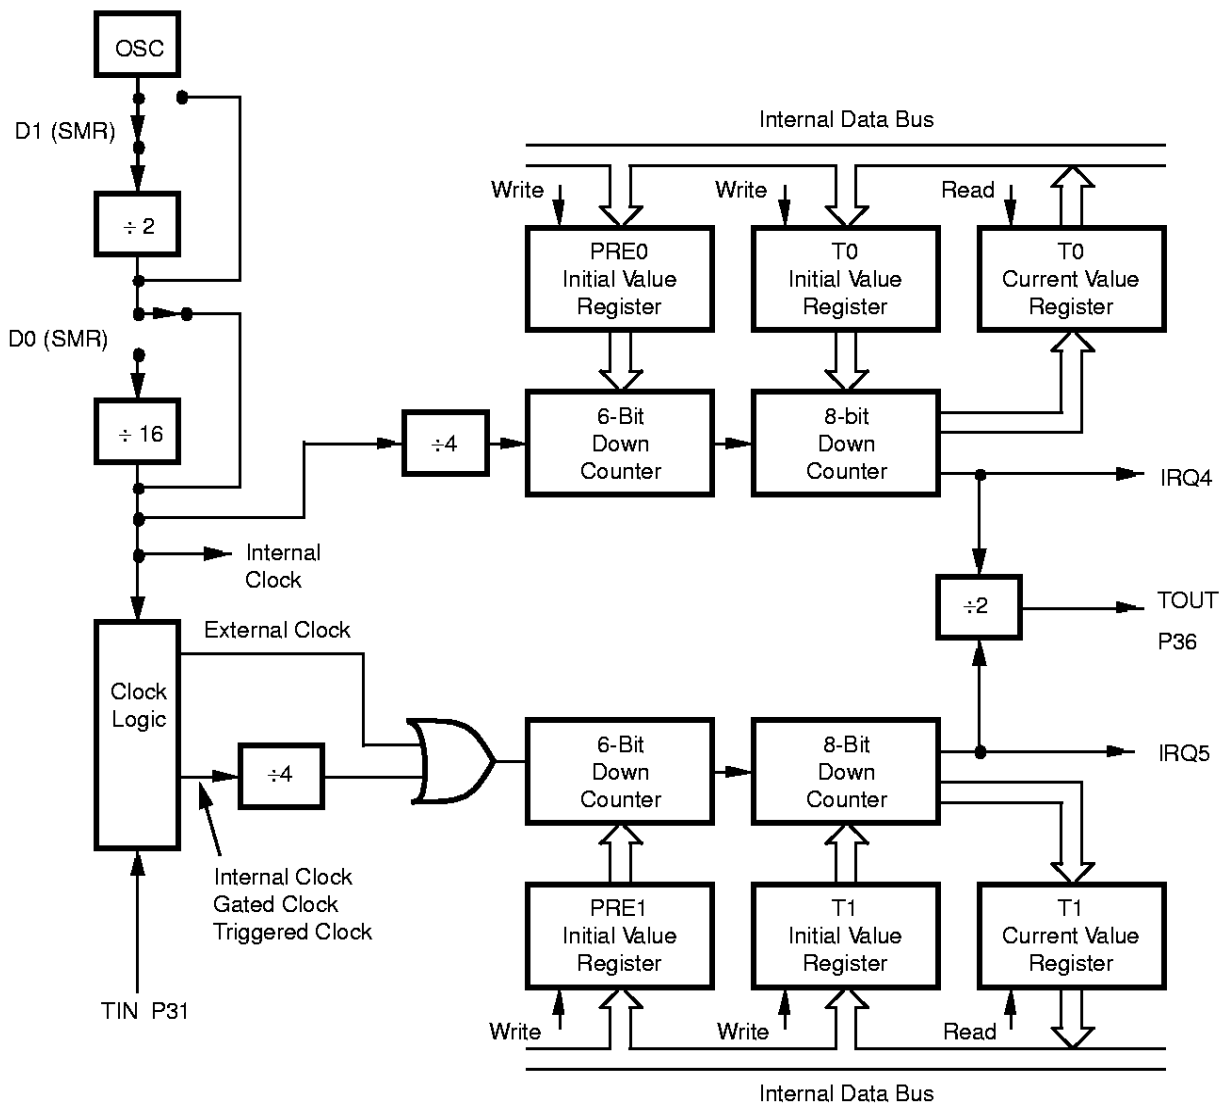 OSC
D1 (SMR)
÷ 2
D0 (SMR)
÷ 16
Internal
Clock
External Clock
Clock
Logic
÷4
Internal Clock
Gated Clock
Triggered Clock
TIN P31
Internal Data Bus
Write
Write
Read
PRE0
Initial Value
Register
T0
Initial Value
Register
T0
Current Value
Register
÷4
6-Bit
Down
Counter
8-bit
Down
Counter
IRQ4
÷2
TOUT
P36
6-Bit
Down
Counter
8-Bit
Down
Counter
IRQ5
PRE1
Initial Value
Register
T1
Initial Value
Register
T1
Current Value
Register
Write
Write
Read
Internal Data Bus